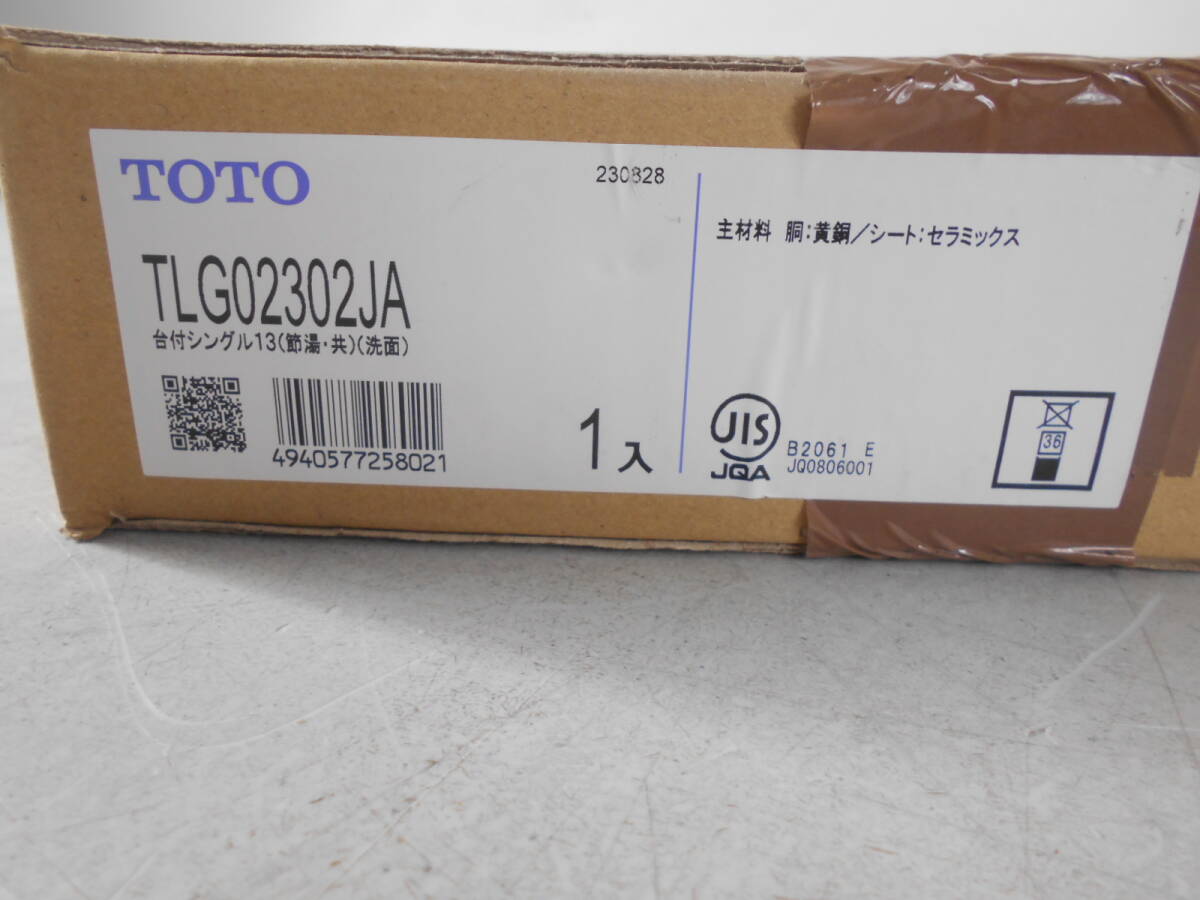 TOTO
230828
TLG02302JA
台付シングル13(節湯・共)(洗面)
4940577258021
1入
主材料 胴:黄銅/シート:セラミックス
JIS
JQA
B2061 E
JQ0806001
36